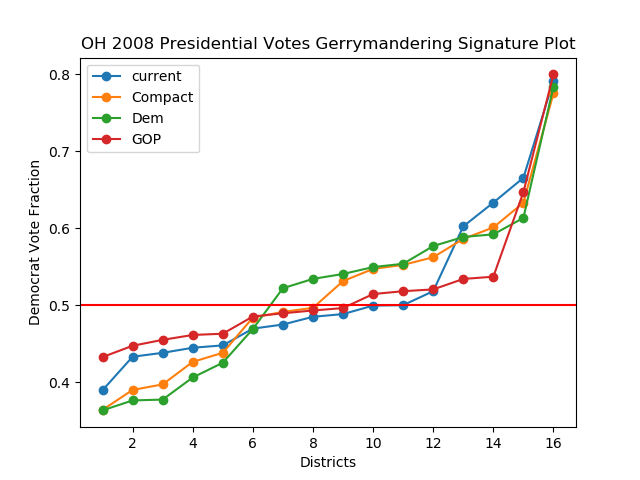 OH 2008 Presidential Votes Gerrymandering Signature Plot
current
Compact
Dem
GOP
0.8
0.7
0.6
0.5
0.4
Democrat Vote Fraction
2 4 6 8 10 12 14 16
Districts